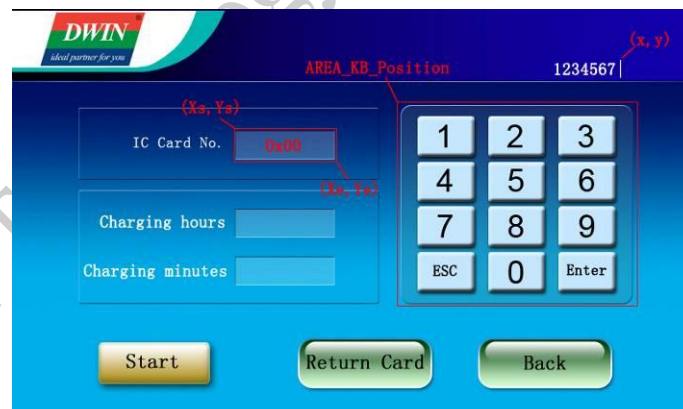 DWIN
ideal partner for you
(x, y)
AREA_KB_Position
1234567
(Xs, Ys)
IC Card No.
0x00
(Xe, Ye)
1 2 3
4 5 6
7 8 9
ESC 0 Enter
Charging hours
Charging minutes
Start
Return Card
Back